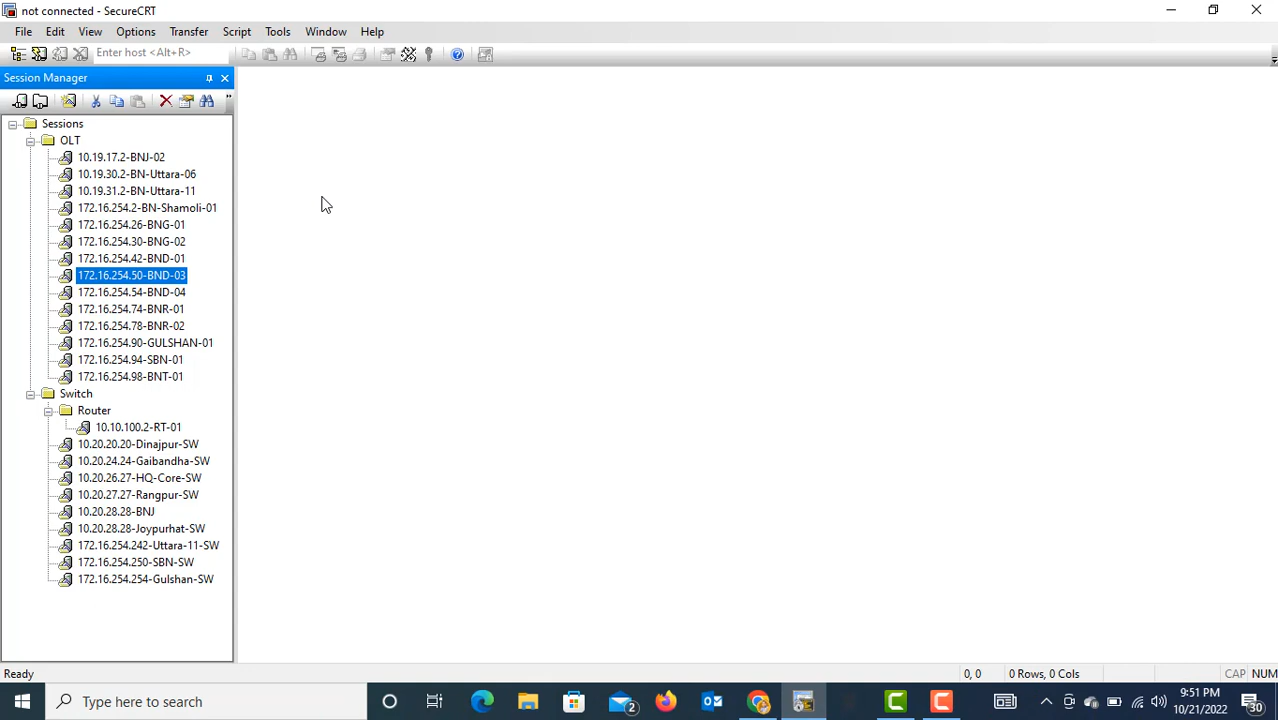 not connected - SecureCRT
File Edit View Options Transfer Script Tools Window Help
Enter host <Alt+R>
Session Manager
Sessions
OLT
10.19.17.2-BNJ-02
10.19.30.2-BN-Uttara-06
10.19.31.2-BN-Uttara-11
172.16.254.2-BN-Shamoli-01
172.16.254.26-BNG-01
172.16.254.30-BNG-02
172.16.254.42-BND-01
172.16.254.50-BND-03
172.16.254.54-BND-04
172.16.254.74-BNR-01
172.16.254.78-BNR-02
172.16.254.90-GULSHAN-01
172.16.254.94-SBN-01
172.16.254.98-BNT-01
Switch
Router
10.10.100.2-RT-01
10.20.20.20-Dinajpur-SW
10.20.24.24-Gaibandha-SW
10.20.26.27-HQ-Core-SW
10.20.27.27-Rangpur-SW
10.20.28.28-BNJ
10.20.28.28-Joypurhat-SW
172.16.254.242-Uttara-11-SW
172.16.254.250-SBN-SW
172.16.254.254-Gulshan-SW
Ready 0, 0 0 Rows, 0 Cols CAP NUM
Type here to search
2
9:51 PM
10/21/2022
30